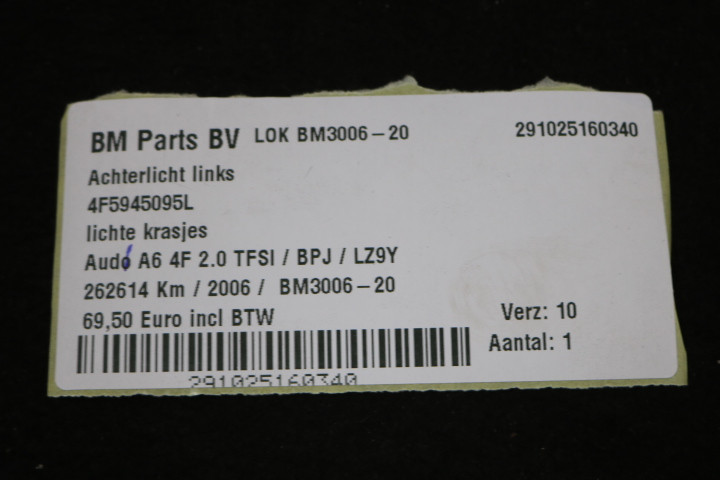 BM Parts BV LOK BM3006-20 291025160340
Achterlicht links
4F5945095L
lichte krasjes
Audi A6 4F 2.0 TFSI / BPJ / LZ9Y
262614 Km / 2006 / BM3006-20
69,50 Euro incl BTW Verz: 10
Aantal: 1
291025160340